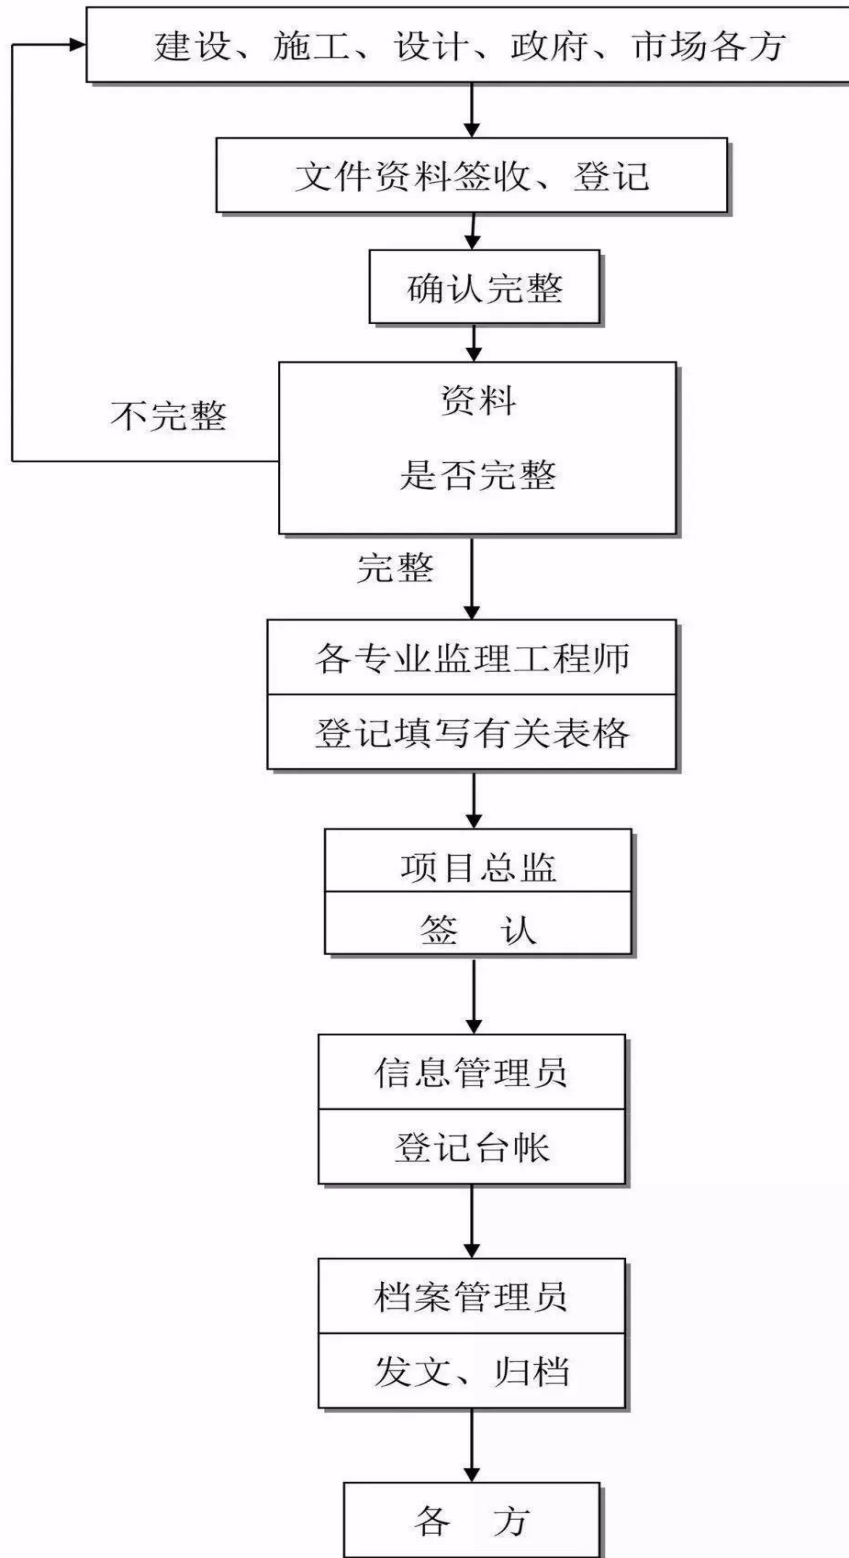 建设、施工、设计、政府、市场各方
文件资料签收、登记
确认完整
资料
不完整
是否完整
完整
各专业监理工程师
登记填写有关表格
项目总监
签 认
信息管理员
登记台帐
档案管理员
发文、归档
各 方